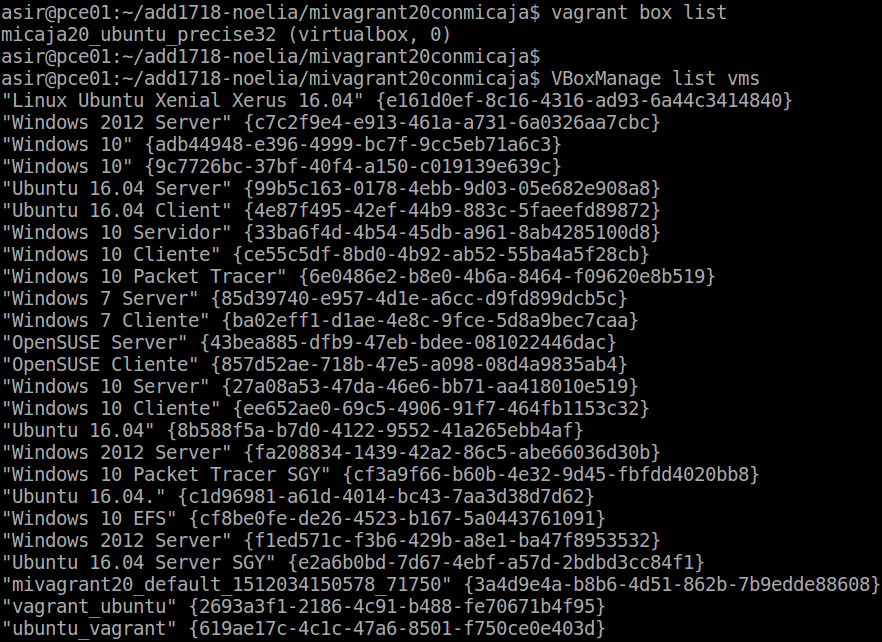 asir@pce01:~/add1718-noelia/mivagrant20conmicaja$ vagrant box list
micaja20_ubuntu_precise32 (virtualbox, 0)
asir@pce01:~/add1718-noelia/mivagrant20conmicaja$
asir@pce01:~/add1718-noelia/mivagrant20conmicaja$ VBoxManage list vms
"Linux Ubuntu Xenial Xerus 16.04" {e161d0ef-8c16-4316-ad93-6a44c3414840}
"Windows 2012 Server" {c7c2f9e4-e913-461a-a731-6a0326aa7cbc}
"Windows 10" {adb44948-e396-4999-bc7f-9cc5eb71a6c3}
"Windows 10" {9c7726bc-37bf-40f4-a150-c019139e639c}
"Ubuntu 16.04 Server" {99b5c163-0178-4ebb-9d03-05e682e908a8}
"Ubuntu 16.04 Client" {4e87f495-42ef-44b9-883c-5faeefd89872}
"Windows 10 Servidor" {33ba6f4d-4b54-45db-a961-8ab4285100d8}
"Windows 10 Cliente" {ce55c5df-8bd0-4b92-ab52-55ba4a5f28cb}
"Windows 10 Packet Tracer" {6e0486e2-b8e0-4b6a-8464-f09620e8b519}
"Windows 7 Server" {85d39740-e957-4d1e-a6cc-d9fd899dcb5c}
"Windows 7 Cliente" {ba02eff1-d1ae-4e8c-9fce-5d8a9bec7caa}
"OpenSUSE Server" {43bea885-dfb9-47eb-bdee-081022446dac}
"OpenSUSE Cliente" {857d52ae-718b-47e5-a098-08d4a9835ab4}
"Windows 10 Server" {27a08a53-47da-46e6-bb71-aa418010e519}
"Windows 10 Cliente" {ee652ae0-69c5-4906-91f7-464fb1153c32}
"Ubuntu 16.04" {8b588f5a-b7d0-4122-9552-41a265ebb4af}
"Windows 2012 Server" {fa208834-1439-42a2-86c5-abe66036d30b}
"Windows 10 Packet Tracer SGY" {cf3a9f66-b60b-4e32-9d45-fbfdd4020bb8}
"Ubuntu 16.04." {c1d96981-a61d-4014-bc43-7aa3d38d7d62}
"Windows 10 EFS" {cf8be0fe-de26-4523-b167-5a0443761091}
"Windows 2012 Server" {f1ed571c-f3b6-429b-a8e1-ba47f8953532}
"Ubuntu 16.04 Server SGY" {e2a6b0bd-7d67-4ebf-a57d-2bdbd3cc84f1}
"mivagrant20_default_1512034150578_71750" {3a4d9e4a-b8b6-4d51-862b-7b9edde88608}
"vagrant_ubuntu" {2693a3f1-2186-4c91-b488-fe70671b4f95}
"ubuntu_vagrant" {619ae17c-4c1c-47a6-8501-f750ce0e403d}